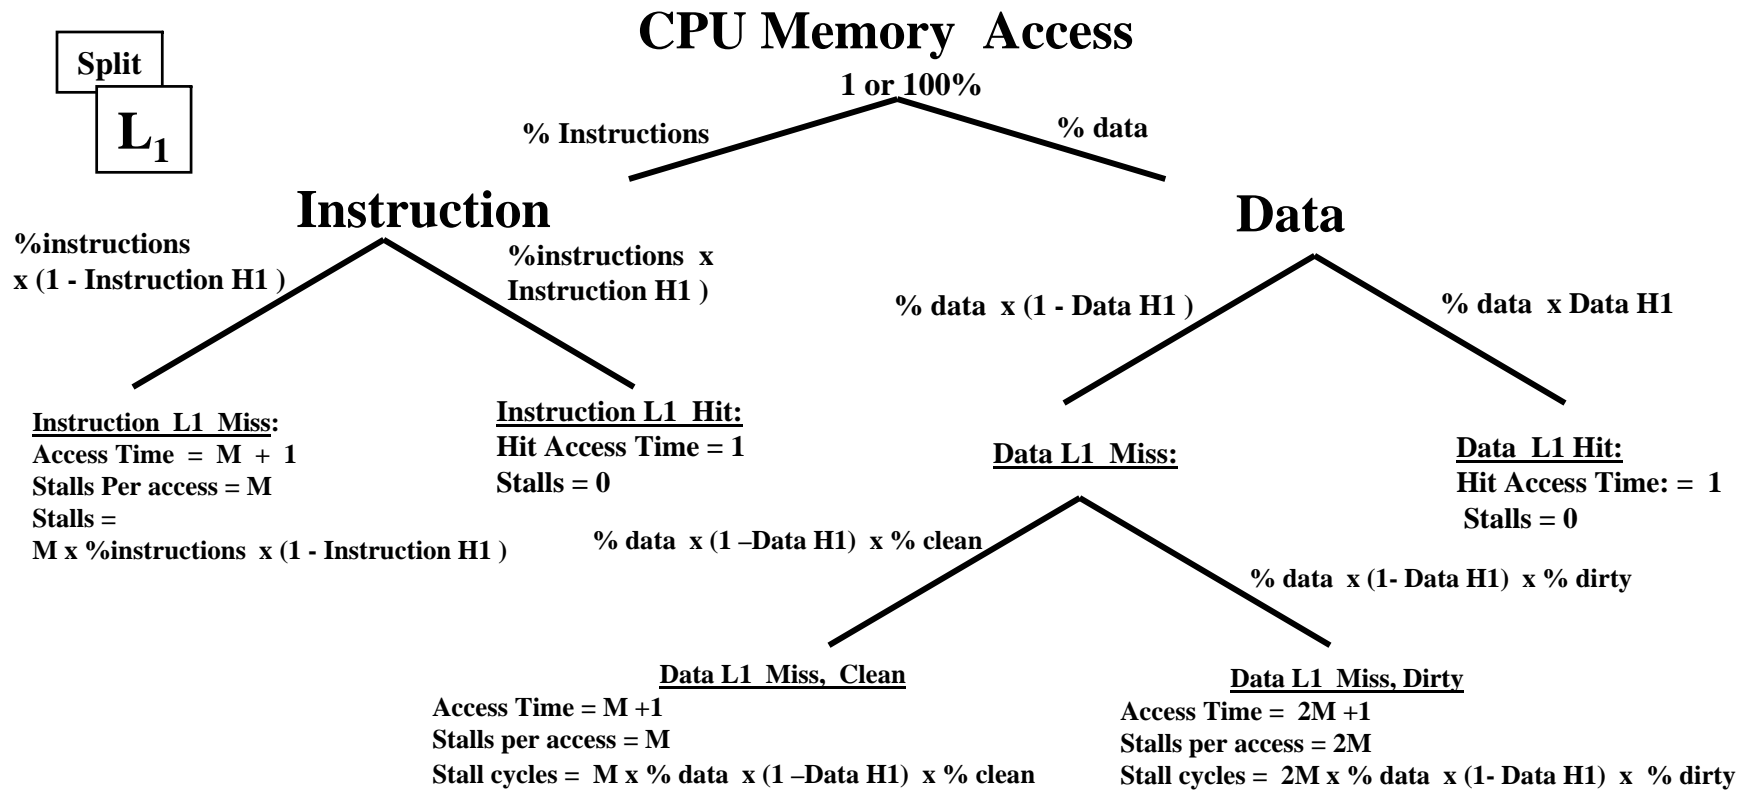 CPU Memory Access
Split
L1
1 or 100%
% Instructions
% data
Instruction
Data
%instructions
x (1 - Instruction H1 )
%instructions x
Instruction H1 )
% data x (1 - Data H1 )
% data x Data H1
Instruction L1 Miss:
Access Time = M + 1
Stalls Per access = M
Stalls =
M x %instructions x (1 - Instruction H1 )
Instruction L1 Hit:
Hit Access Time = 1
Stalls = 0
Data L1 Miss:
Data L1 Hit:
Hit Access Time: = 1
Stalls = 0
% data x (1 –Data H1) x % clean
% data x (1- Data H1) x % dirty
Data L1 Miss, Clean
Access Time = M +1
Stalls per access = M
Stall cycles = M x % data x (1 –Data H1) x % clean
Data L1 Miss, Dirty
Access Time = 2M +1
Stalls per access = 2M
Stall cycles = 2M x % data x (1- Data H1) x % dirty